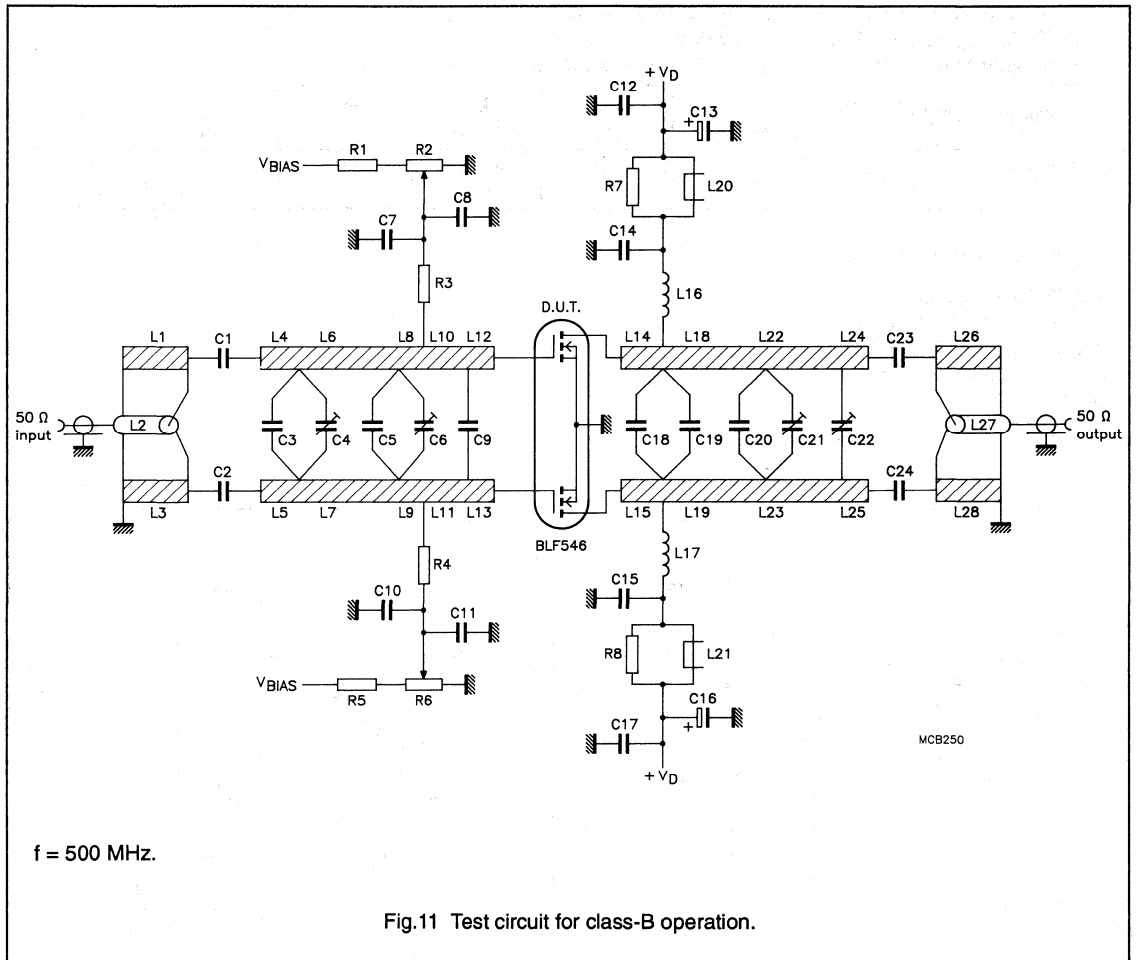 + VD
C12
C13
+
R1
R2
VBIAS
R7
L20
C8
C7
C14
R3
L16
D.U.T.
L1
C1
L4
L6
L8
L10
L12
L14
L18
L22
L24
C23
L26
50 Ω
input
L2
C3
C4
C5
C6
C9
C18
C19
C20
C21
C22
L27
50 Ω
output
C2
C24
L3
L5
L7
L9
L11
L13
L15
L19
L23
L25
L28
BLF546
R4
L17
C15
C10
C11
R8
L21
VBIAS
R5
R6
C16
+
C17
MCB250
+ VD
f = 500 MHz.
Fig.11 Test circuit for class-B operation.